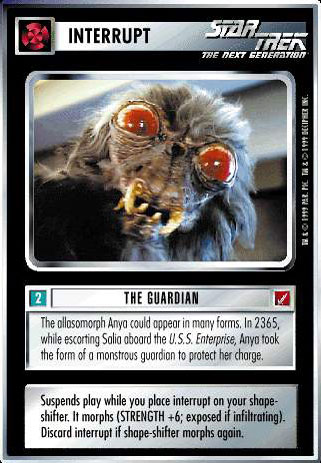 INTERRUPT
STAR TREK
THE NEXT GENERATION
TM & © 1999 PAR. PIC. TM & © 1999 DECIPHER INC.
2 THE GUARDIAN
The allasomorph Anya could appear in many forms. In 2365,
while escorting Salia aboard the U.S.S. Enterprise, Anya took
the form of a monstrous guardian to protect her charge.
Suspends play while you place interrupt on your shape-
shifter. It morphs (STRENGTH +6; exposed if infiltrating).
Discard interrupt if shape-shifter morphs again.